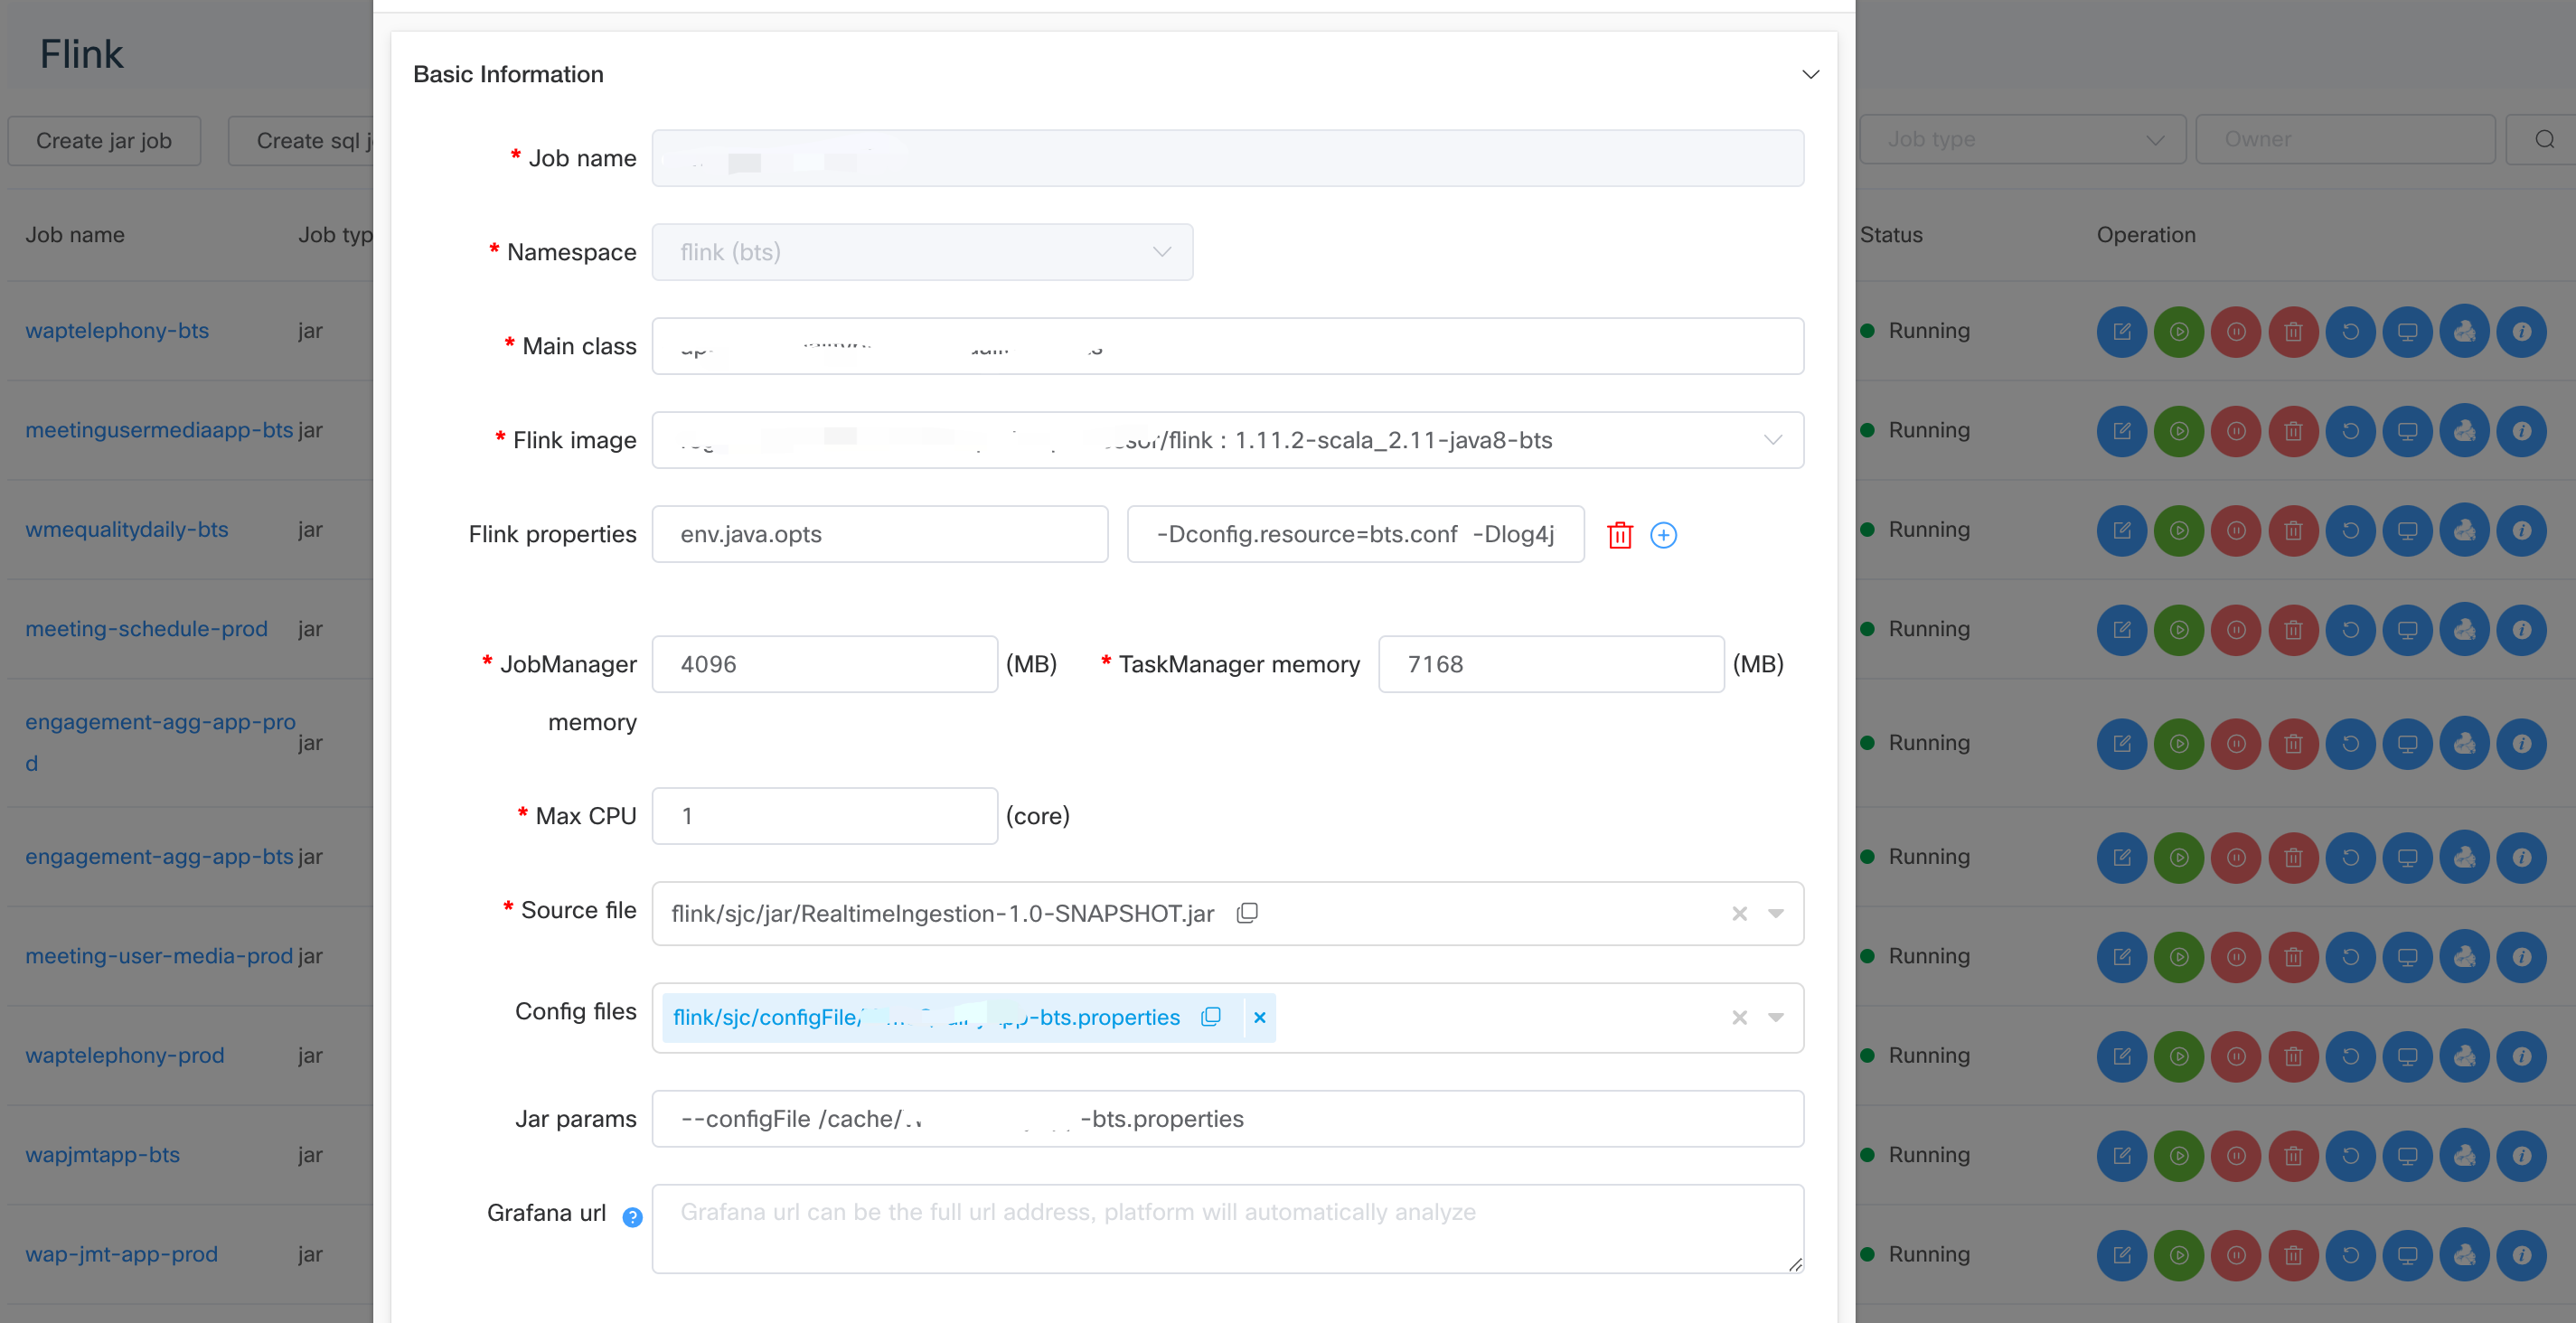 Flink
Create jar job
Create sql
Job type
Owner
Job name
Job
Status
Operation
waptelephony-bts
jar
Running
meetingusermediaapp-bts
jar
Running
wmequalitydaily-bts
jar
Running
meeting-schedule-prod
jar
Running
engagement-agg-app-pro
d
jar
Running
engagement-agg-app-bts
jar
Running
meeting-user-media-prod
jar
Running
waptelephony-prod
jar
Running
wapjmtapp-bts
jar
Running
wap-jmt-app-prod
jar
Running
Basic Information
* Job name
* Namespace
flink (bts)
* Main class
* Flink image
/flink : 1.11.2-scala_2.11-java8-bts
Flink properties
env.java.opts
-Dconfig.resource=bts.conf -Dlog4j
* JobManager
memory
4096
(MB)
* TaskManager memory
7168
(MB)
* Max CPU
1
(core)
* Source file
flink/sjc/jar/RealtimeIngestion-1.0-SNAPSHOT.jar
Config files
flink/sjc/configFile/ -bts.properties
Jar params
--configFile /cache/ -bts.properties
Grafana url
Grafana url can be the full url address, platform will automatically analyze